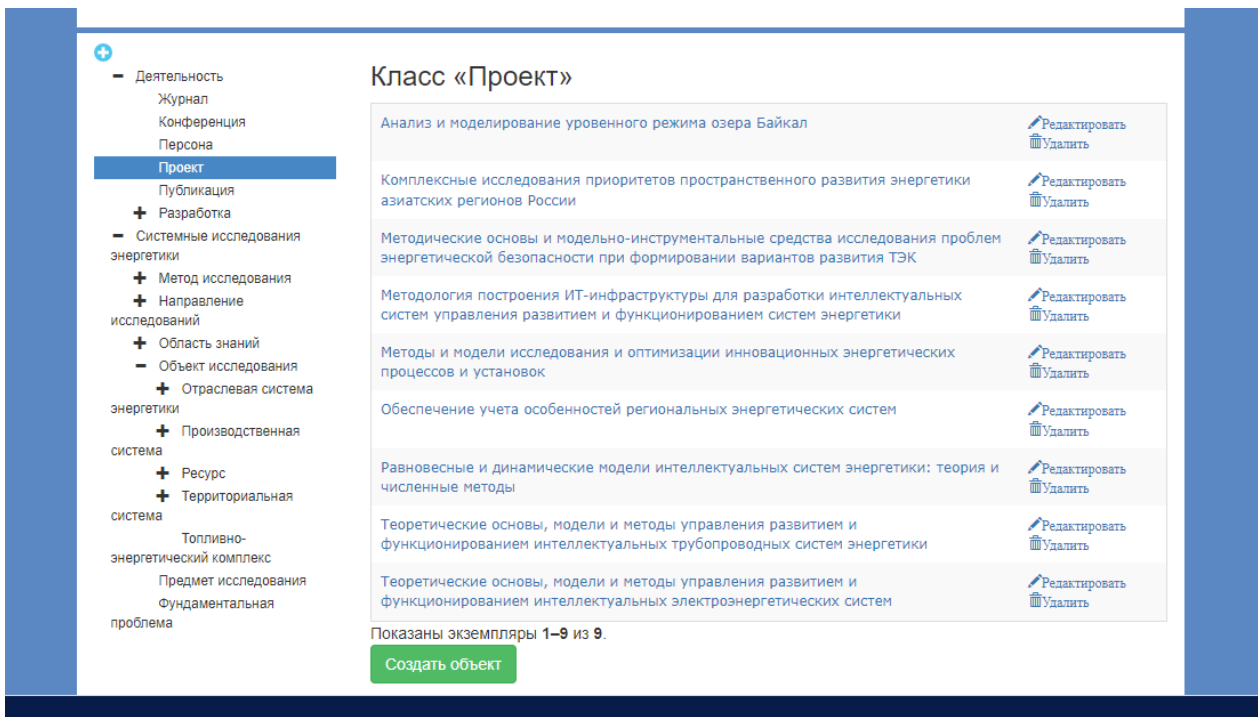 Деятельность
Журнал
Конференция
Персона
Проект
Публикация
Разработка
Системные исследования
энергетики
Метод исследования
Направление
исследований
Область знаний
Объект исследования
Отраслевая система
энергетики
Производственная
система
Ресурс
Территориальная
система
Топливно-
энергетический комплекс
Предмет исследования
Фундаментальная
проблема
Класс «Проект»
Анализ и моделирование уровенного режима озера Байкал
Редактировать
Удалить
Комплексные исследования приоритетов пространственного развития энергетики
азиатских регионов России
Редактировать
Удалить
Методические основы и модельно-инструментальные средства исследования проблем
энергетической безопасности при формировании вариантов развития ТЭК
Редактировать
Удалить
Методология построения ИТ-инфраструктуры для разработки интеллектуальных
систем управления развитием и функционированием систем энергетики
Редактировать
Удалить
Методы и модели исследования и оптимизации инновационных энергетических
процессов и установок
Редактировать
Удалить
Обеспечение учета особенностей региональных энергетических систем
Редактировать
Удалить
Равновесные и динамические модели интеллектуальных систем энергетики: теория и
численные методы
Редактировать
Удалить
Теоретические основы, модели и методы управления развитием и
функционированием интеллектуальных трубопроводных систем энергетики
Редактировать
Удалить
Теоретические основы, модели и методы управления развитием и
функционированием интеллектуальных электроэнергетических систем
Редактировать
Удалить
Показаны экземпляры 1–9 из 9.
Создать объект